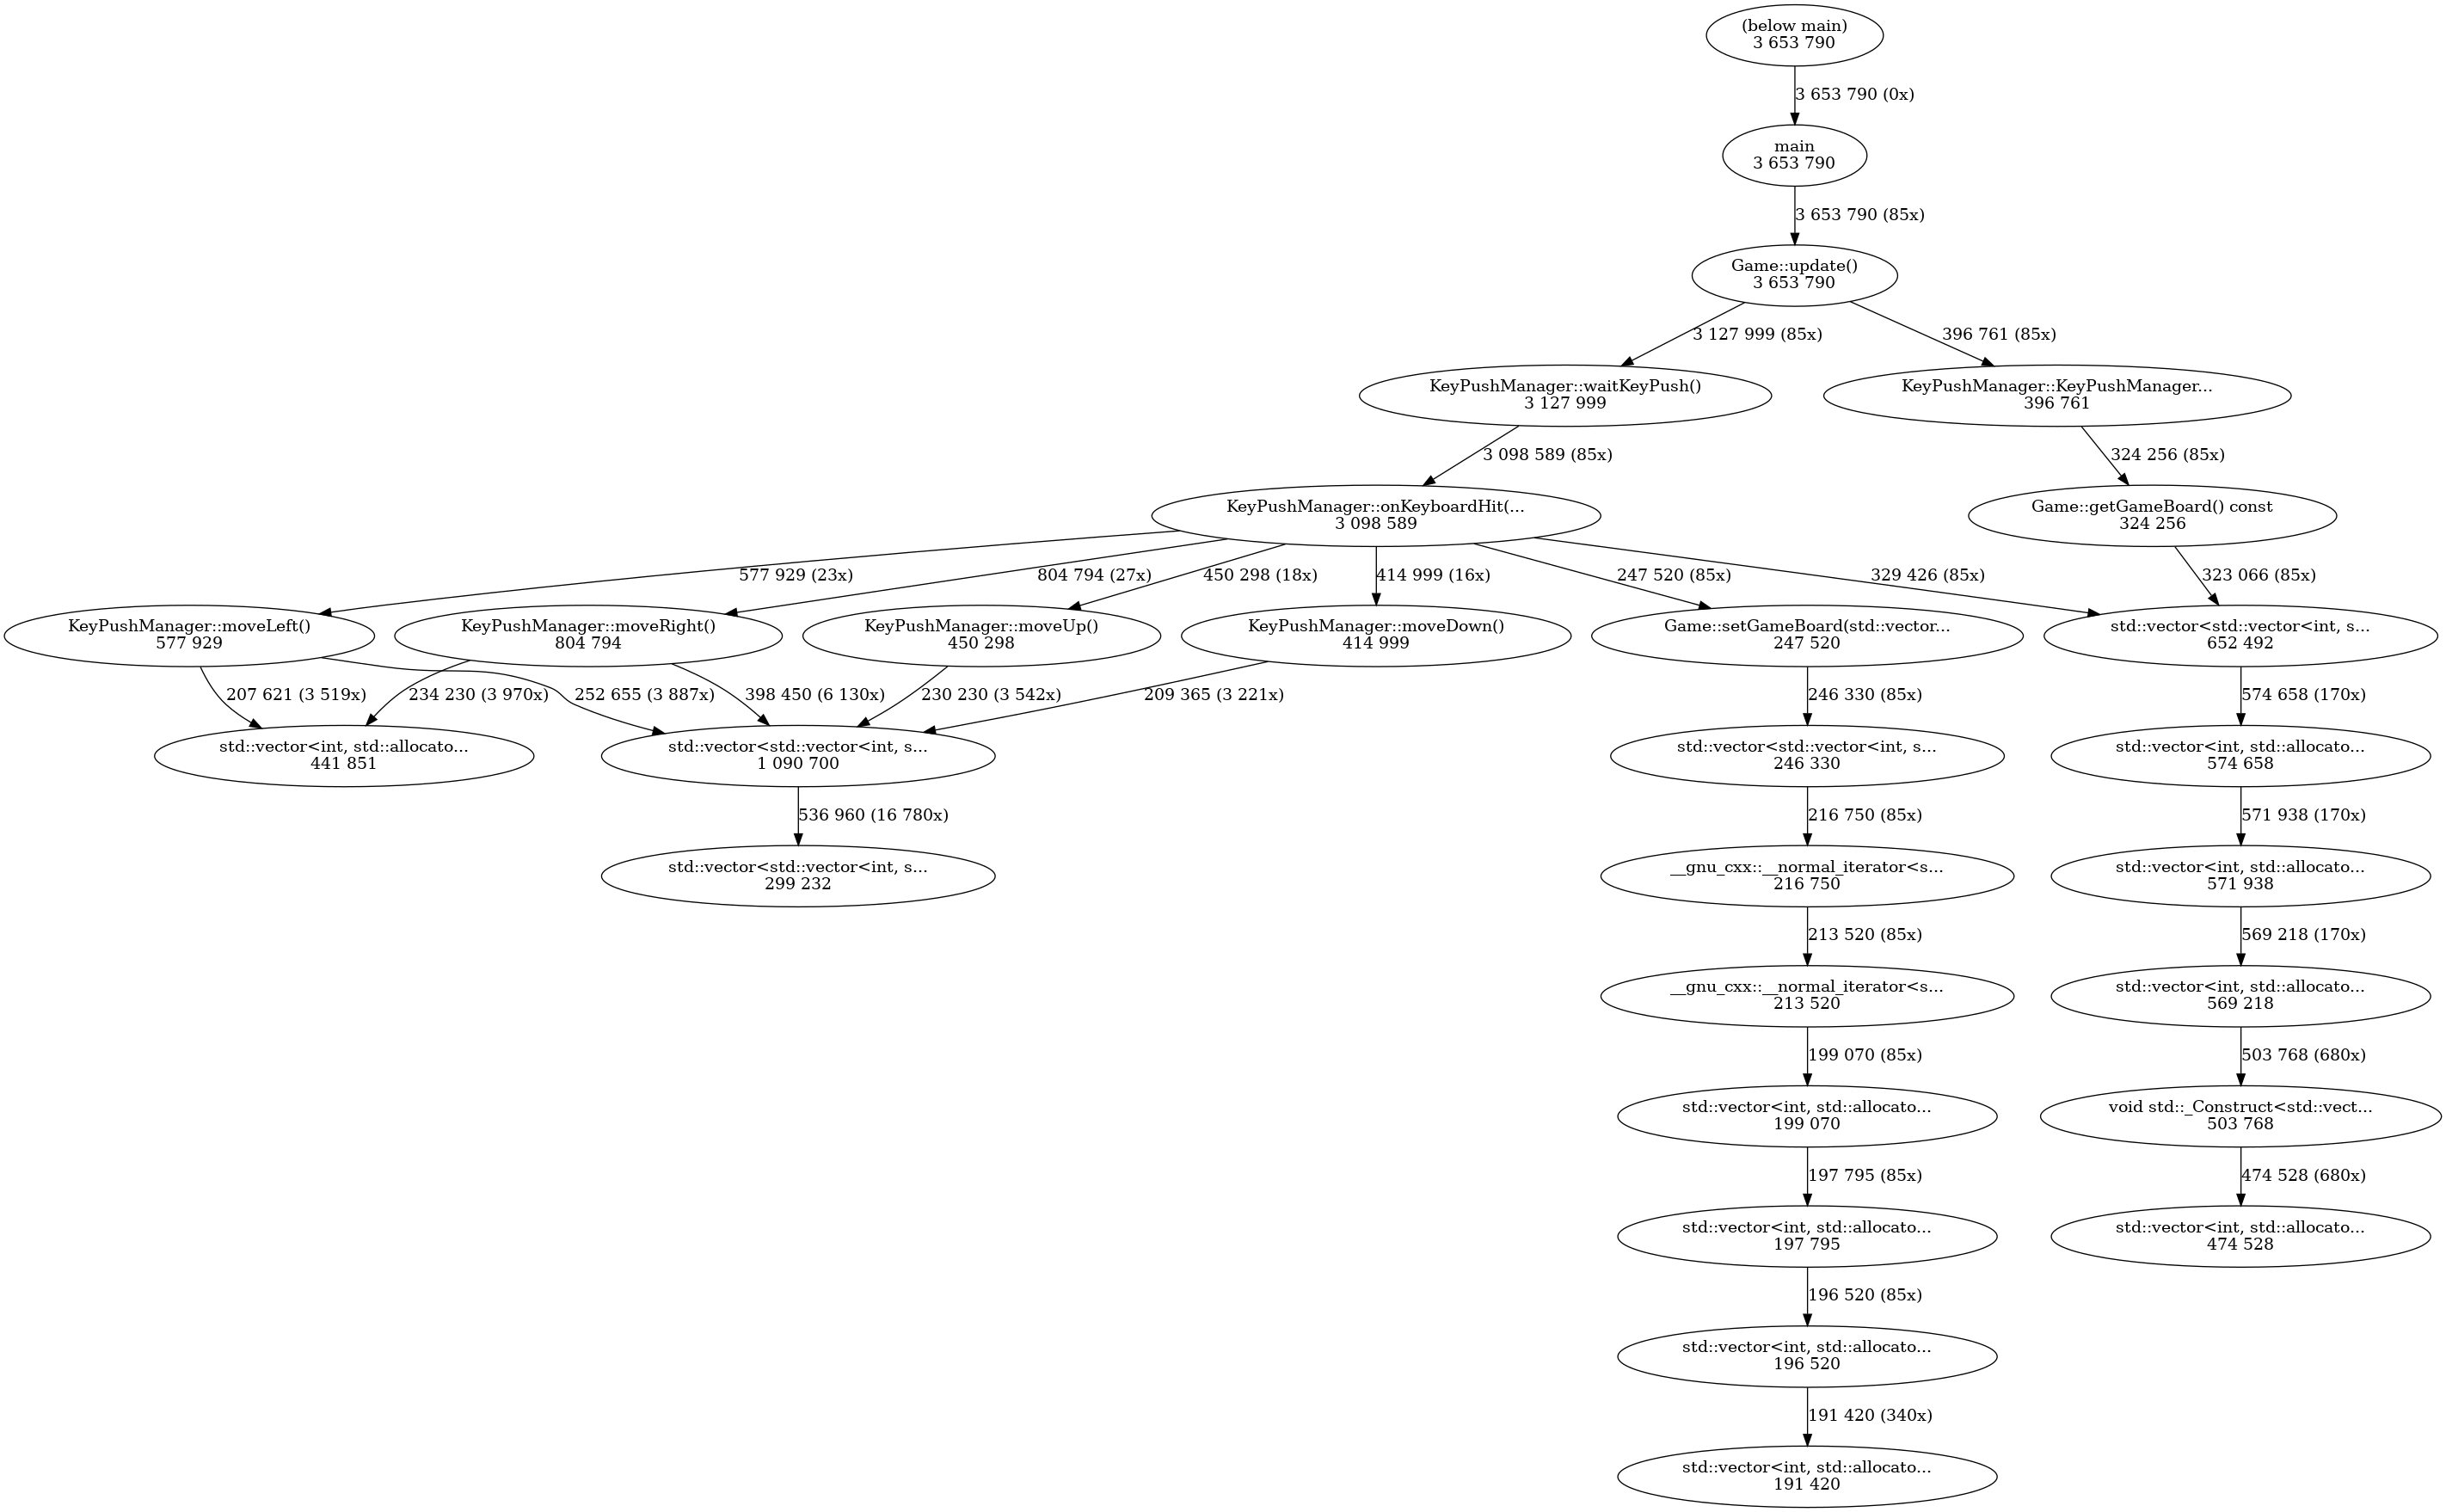 (below main)
3 653 790
3 653 790 (0x)
main
3 653 790
3 653 790 (85x)
Game::update()
3 653 790
3 127 999 (85x)
396 761 (85x)
KeyPushManager::waitKeyPush()
3 127 999
KeyPushManager::KeyPushManager...
396 761
3 098 589 (85x)
324 256 (85x)
KeyPushManager::onKeyboardHit(...
3 098 589
Game::getGameBoard() const
324 256
577 929 (23x)
804 794 (27x)
450 298 (18x)
414 999 (16x)
247 520 (85x)
329 426 (85x)
323 066 (85x)
KeyPushManager::moveLeft()
577 929
KeyPushManager::moveRight()
804 794
KeyPushManager::moveUp()
450 298
KeyPushManager::moveDown()
414 999
Game::setGameBoard(std::vector...
247 520
std::vector<std::vector<int, s...
652 492
207 621 (3 519x)
234 230 (3 970x)
252 655 (3 887x)
398 450 (6 130x)
230 230 (3 542x)
209 365 (3 221x)
246 330 (85x)
574 658 (170x)
std::vector<int, std::allocato...
441 851
std::vector<std::vector<int, s...
1 090 700
std::vector<std::vector<int, s...
246 330
std::vector<int, std::allocato...
574 658
536 960 (16 780x)
216 750 (85x)
571 938 (170x)
std::vector<std::vector<int, s...
299 232
__gnu_cxx::__normal_iterator<s...
216 750
std::vector<int, std::allocato...
571 938
213 520 (85x)
569 218 (170x)
__gnu_cxx::__normal_iterator<s...
213 520
std::vector<int, std::allocato...
569 218
199 070 (85x)
503 768 (680x)
std::vector<int, std::allocato...
199 070
void std::_Construct<std::vect...
503 768
197 795 (85x)
474 528 (680x)
std::vector<int, std::allocato...
197 795
std::vector<int, std::allocato...
474 528
196 520 (85x)
std::vector<int, std::allocato...
196 520
191 420 (340x)
std::vector<int, std::allocato...
191 420